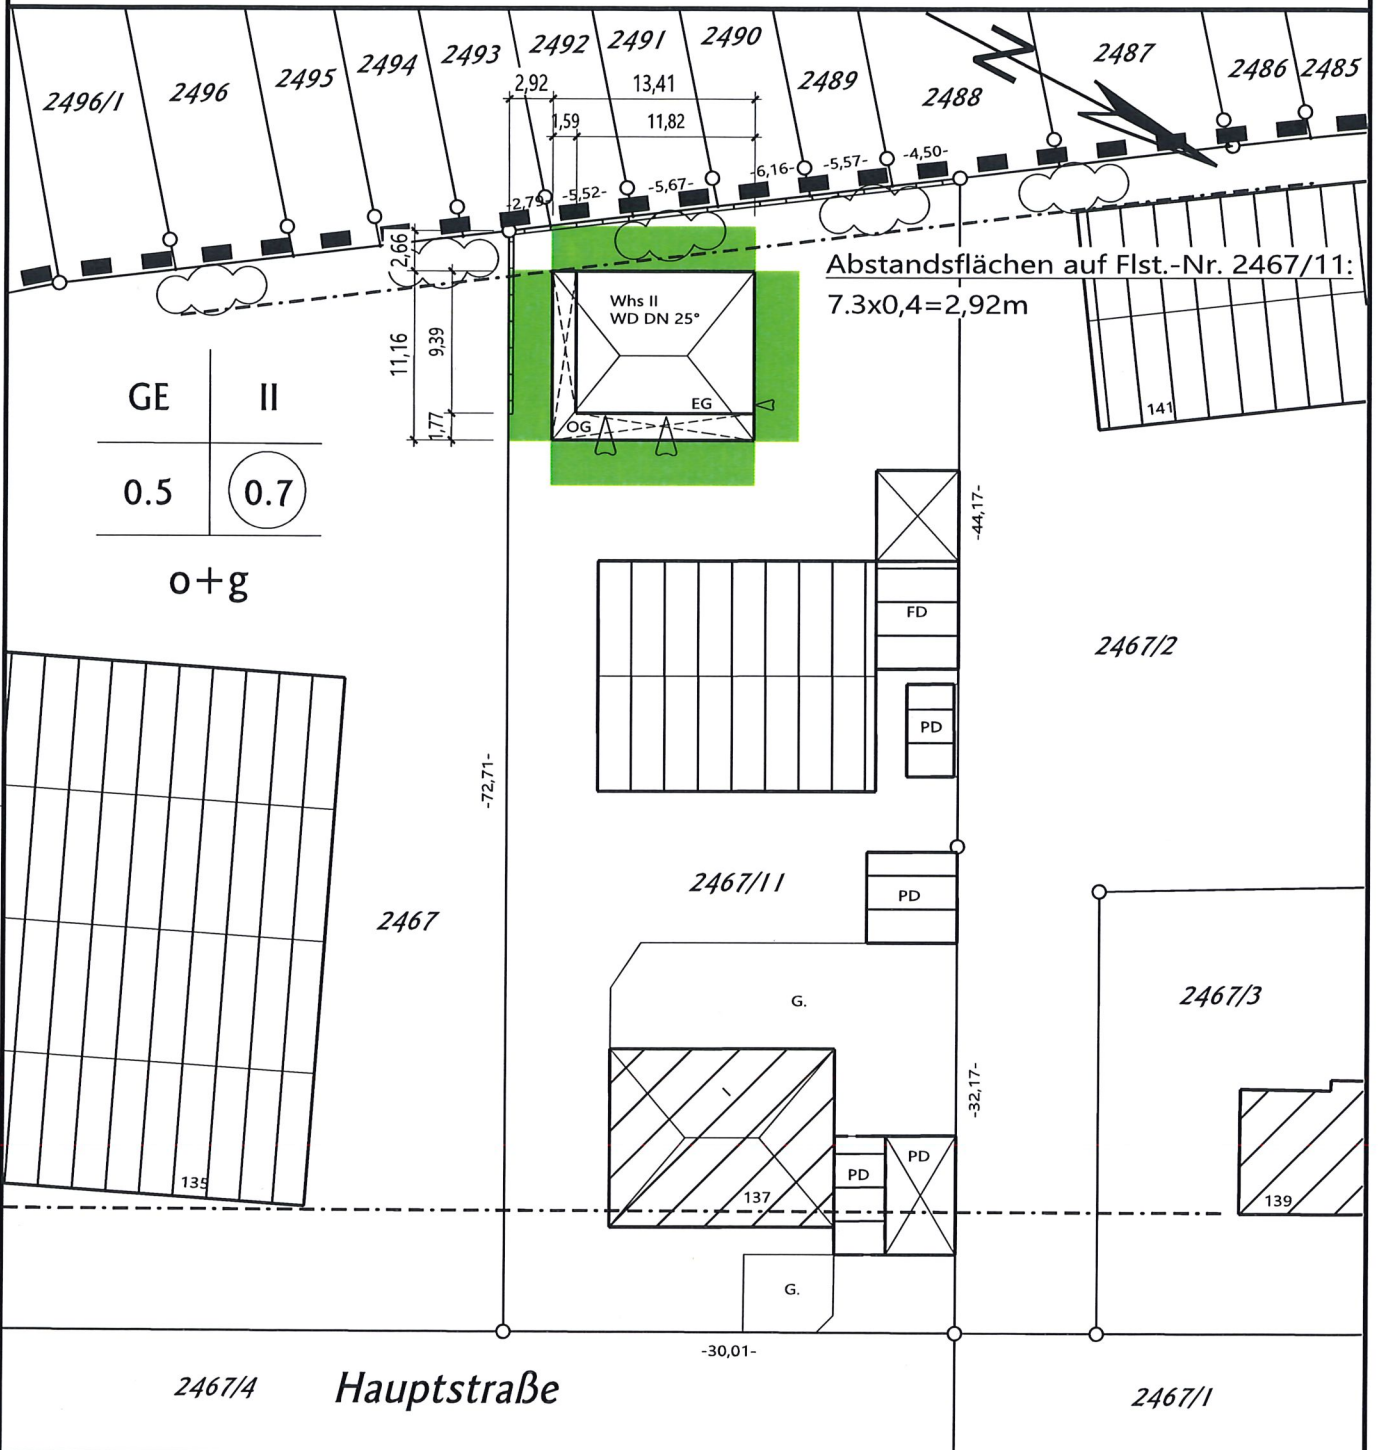 2496/1
2496
2495
2494
2493
2492
2491
2490
2489
2488
2487
2486
2485
N
2,92
13,41
1,59
11,82
-2,79-
-5,52-
-5,67-
-6,16-
-5,57-
-4,50-
2,66
11,16
9,39
1,77
Whs II
WD DN 25°
EG
OG
Abstandsflächen auf Flst.-Nr. 2467/11:
7.3x0,4=2,92m
141
GE
II
0.5
0.7
o+g
-44,17-
FD
PD
2467/2
-72,71-
2467/11
PD
2467
G.
2467/3
-32,17-
I
137
PD
PD
135
139
G.
-30,01-
2467/4
Hauptstraße
2467/1